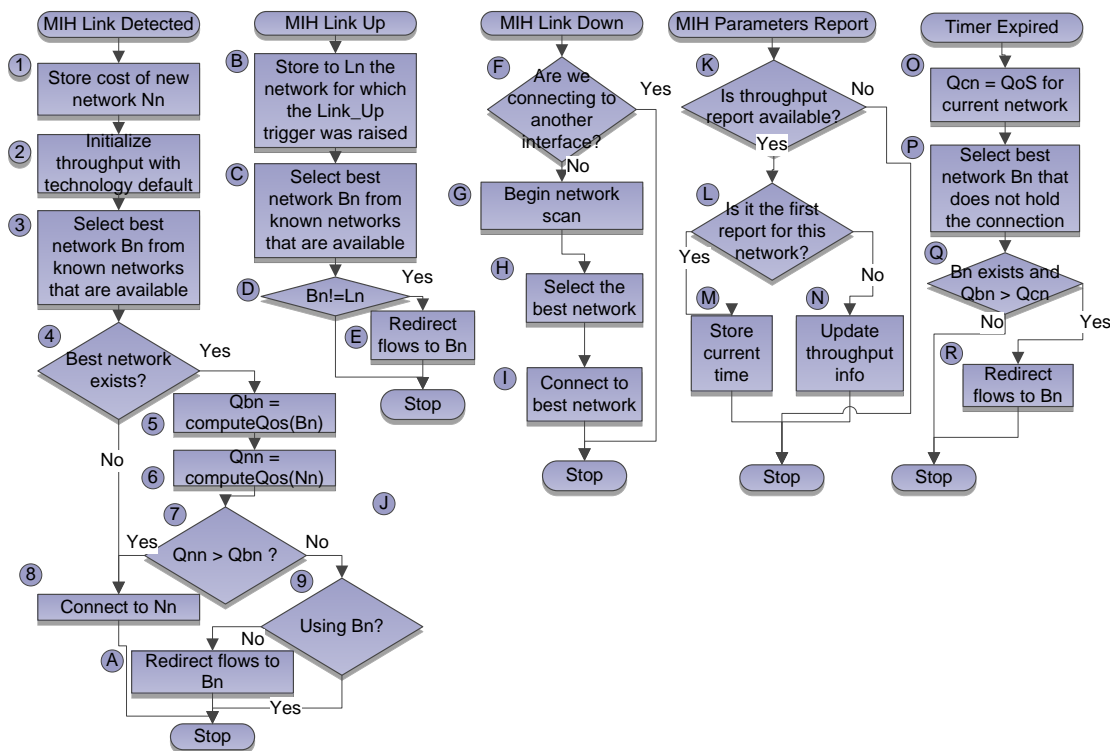 MIH Link Detected
1
Store cost of new
network Nn
2
Initialize
throughput with
technology default
3
Select best
network Bn from
known networks
that are available
4
Best network
exists?
Yes
No
5
Qbn =
computeQos(Bn)
6
Qnn =
computeQos(Nn)
7
Qnn > Qbn ?
Yes
No
8
Connect to Nn
9
Using Bn?
No
Yes
A
Redirect flows to
Bn
Stop
J
MIH Link Up
B
Store to Ln the
network for which
the Link_Up
trigger was raised
C
Select best
network Bn from
known networks
that are available
D
Bn!=Ln
Yes
E
Redirect
flows to Bn
Stop
MIH Link Down
F
Are we
connecting to
another
interface?
Yes
No
G
Begin network
scan
H
Select the
best network
I
Connect to
best network
Stop
MIH Parameters Report
K
Is throughput
report available?
No
Yes
L
Is it the first
report for this
network?
Yes
No
M
Store
current
time
N
Update
throughput
info
Stop
Timer Expired
O
Qcn = QoS for
current network
P
Select best
network Bn that
does not hold
the connection
Q
Bn exists and
Qbn > Qcn
No
Yes
R
Redirect
flows to Bn
Stop